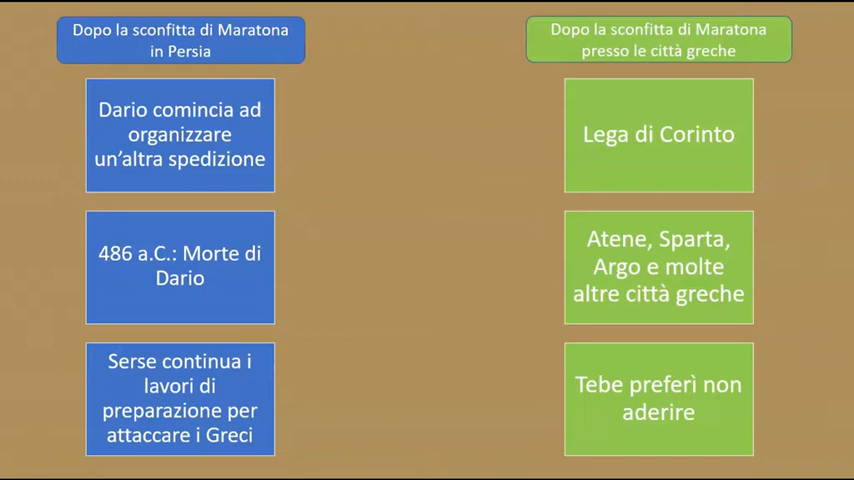 Dopo la sconfitta di Maratona
in Persia
Dario comincia ad
organizzare
un’altra spedizione
486 a.C.: Morte di
Dario
Serse continua i
lavori di
preparazione per
attaccare i Greci
Dopo la sconfitta di Maratona
presso le città greche
Lega di Corinto
Atene, Sparta,
Argo e molte
altre città greche
Tebe preferì non
aderire